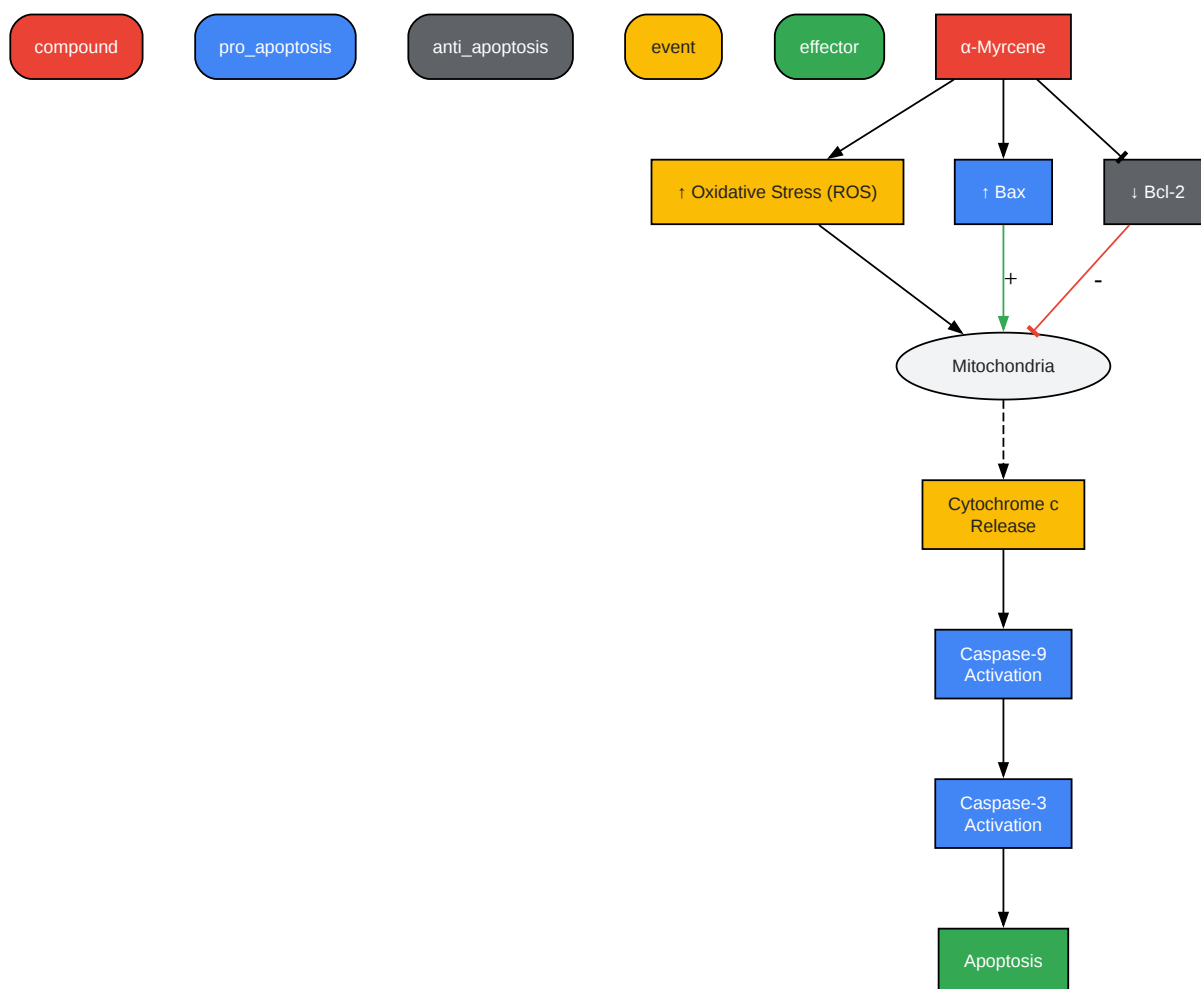 compound
pro_apoptosis
anti_apoptosis
event
effector
α-Myrcene
↑ Oxidative Stress (ROS)
↑ Bax
↓ Bcl-2
+
-
Mitochondria
Cytochrome c
Release
Caspase-9
Activation
Caspase-3
Activation
Apoptosis